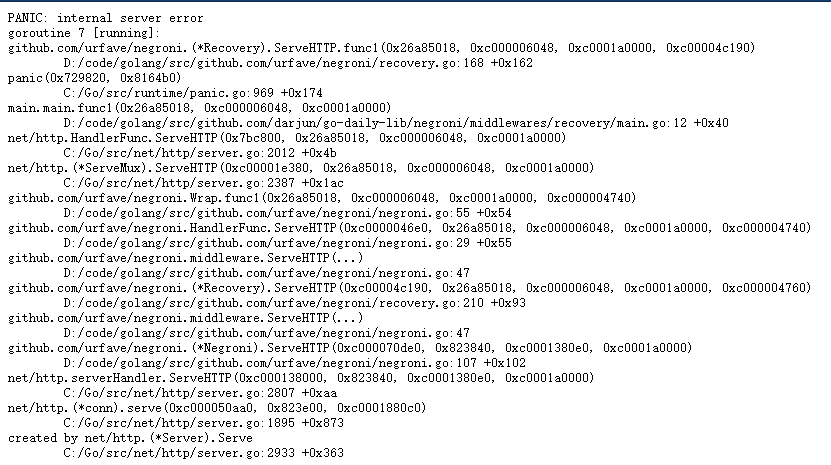 PANIC: internal server error
goroutine 7 [running]:
github.com/urfave/negroni.(*Recovery).ServeHTTP.func1(0x26a85018, 0xc000006048, 0xc0001a0000, 0xc00004c190)
D:/code/golang/src/github.com/urfave/negroni/recovery.go:168 +0x162
panic(0x729820, 0x8164b0)
C:/Go/src/runtime/panic.go:969 +0x174
main.main.func1(0x26a85018, 0xc000006048, 0xc0001a0000)
D:/code/golang/src/github.com/darjun/go-daily-lib/negroni/middlewares/recovery/main.go:12 +0x40
net/http.HandlerFunc.ServeHTTP(0x7bc800, 0x26a85018, 0xc000006048, 0xc0001a0000)
C:/Go/src/net/http/server.go:2012 +0x4b
net/http.(*ServeMux).ServeHTTP(0xc00001e380, 0x26a85018, 0xc000006048, 0xc0001a0000)
C:/Go/src/net/http/server.go:2387 +0x1ac
github.com/urfave/negroni.Wrap.func1(0x26a85018, 0xc000006048, 0xc0001a0000, 0xc000004740)
D:/code/golang/src/github.com/urfave/negroni/negroni.go:55 +0x54
github.com/urfave/negroni.HandlerFunc.ServeHTTP(0xc0000046e0, 0x26a85018, 0xc000006048, 0xc0001a0000, 0xc000004740)
D:/code/golang/src/github.com/urfave/negroni/negroni.go:29 +0x55
github.com/urfave/negroni.middleware.ServeHTTP(...)
D:/code/golang/src/github.com/urfave/negroni/negroni.go:47
github.com/urfave/negroni.(*Recovery).ServeHTTP(0xc00004c190, 0x26a85018, 0xc000006048, 0xc0001a0000, 0xc000004760)
D:/code/golang/src/github.com/urfave/negroni/recovery.go:210 +0x93
github.com/urfave/negroni.middleware.ServeHTTP(...)
D:/code/golang/src/github.com/urfave/negroni/negroni.go:47
github.com/urfave/negroni.(*Negroni).ServeHTTP(0xc000070de0, 0x823840, 0xc0001380e0, 0xc0001a0000)
D:/code/golang/src/github.com/urfave/negroni/negroni.go:107 +0x102
net/http.serverHandler.ServeHTTP(0xc000138000, 0x823840, 0xc0001380e0, 0xc0001a0000)
C:/Go/src/net/http/server.go:2807 +0xaa
net/http.(*conn).serve(0xc000050aa0, 0x823e00, 0xc0001880c0)
C:/Go/src/net/http/server.go:1895 +0x873
created by net/http.(*Server).Serve
C:/Go/src/net/http/server.go:2933 +0x363